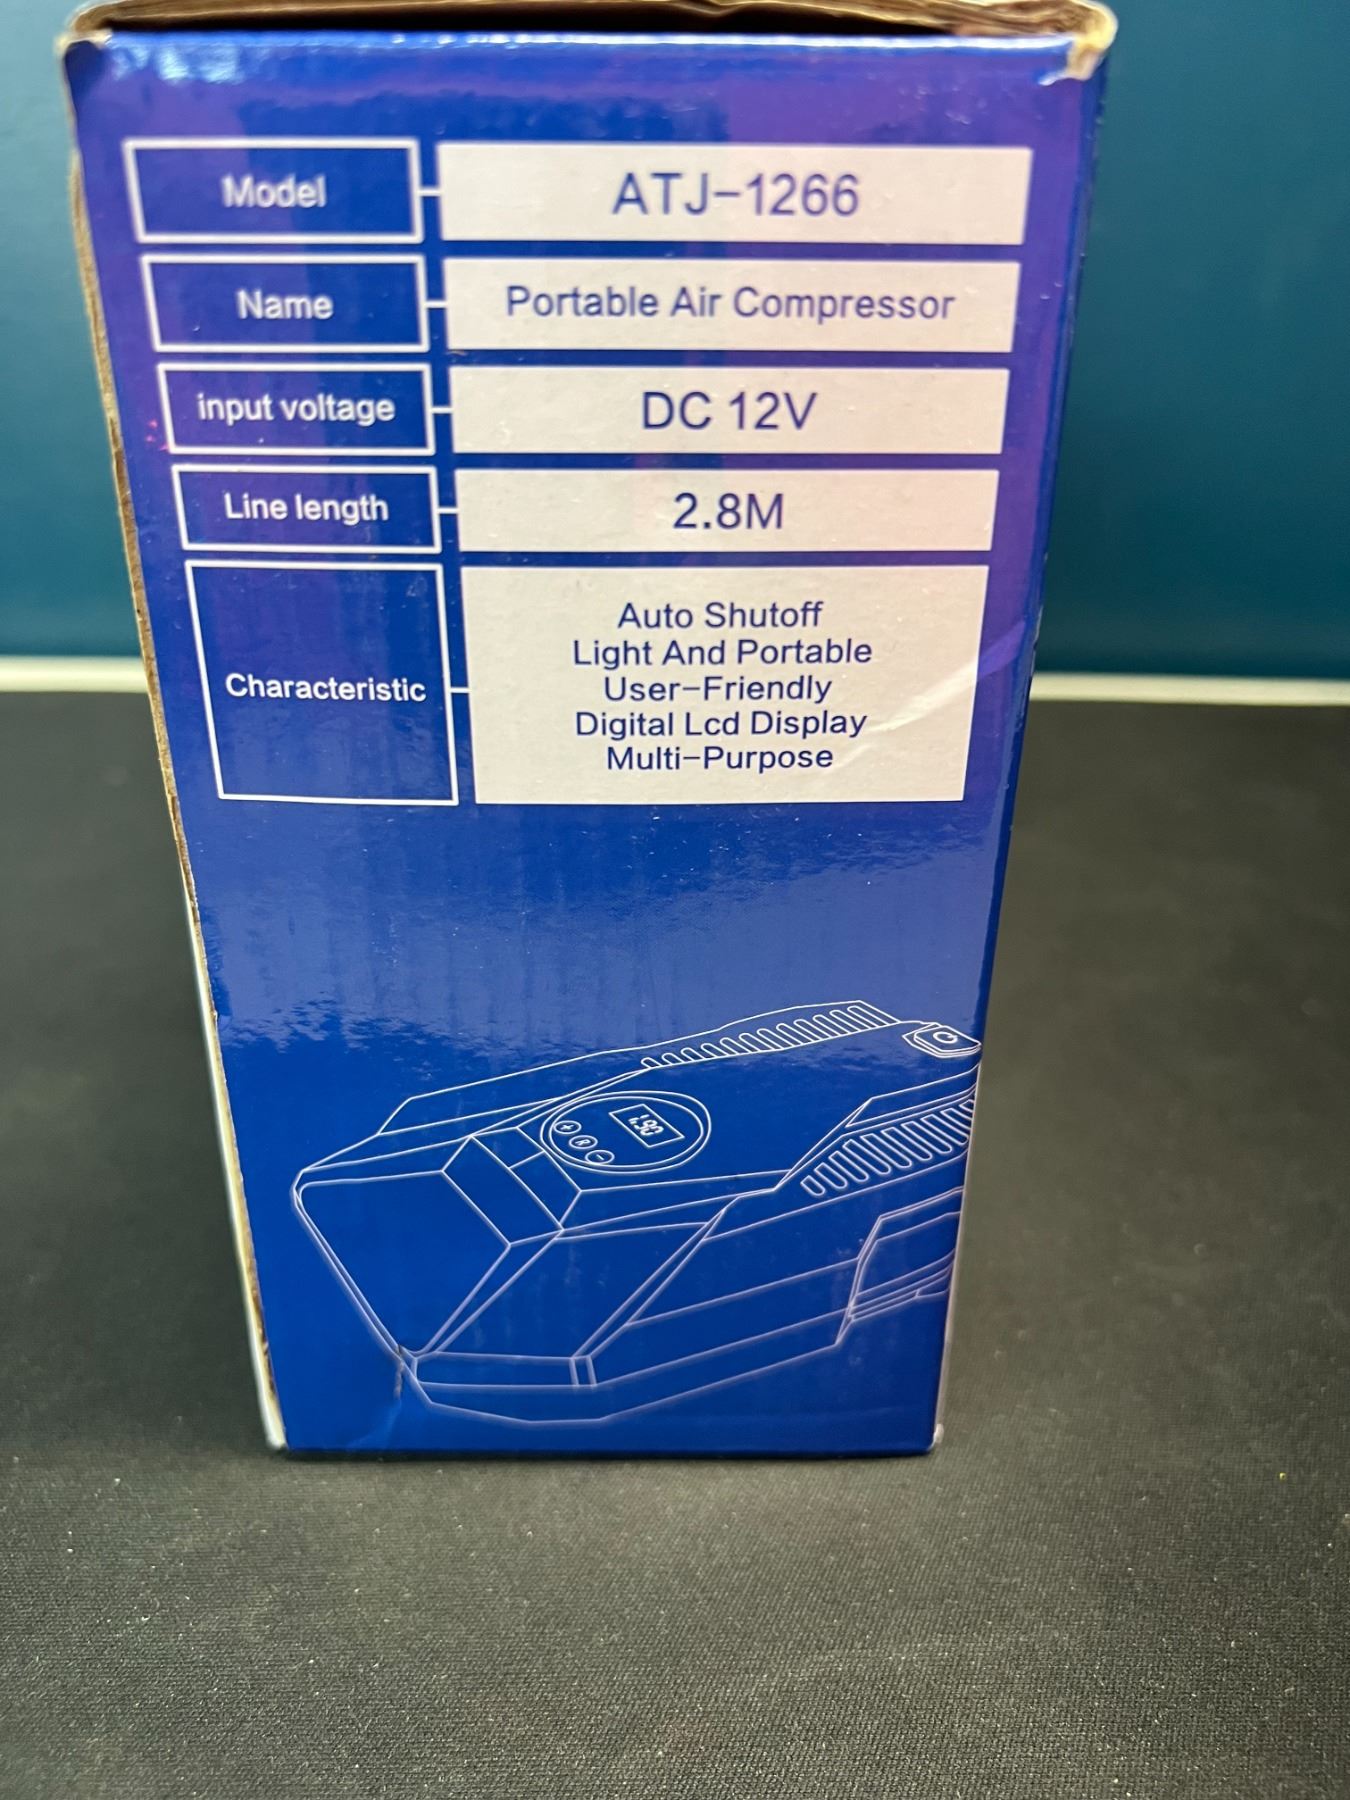 Model
ATJ-1266
Name
Portable Air Compressor
input voltage
DC 12V
Line length
2.8M
Characteristic
Auto Shutoff
Light And Portable
User-Friendly
Digital Lcd Display
Multi-Purpose